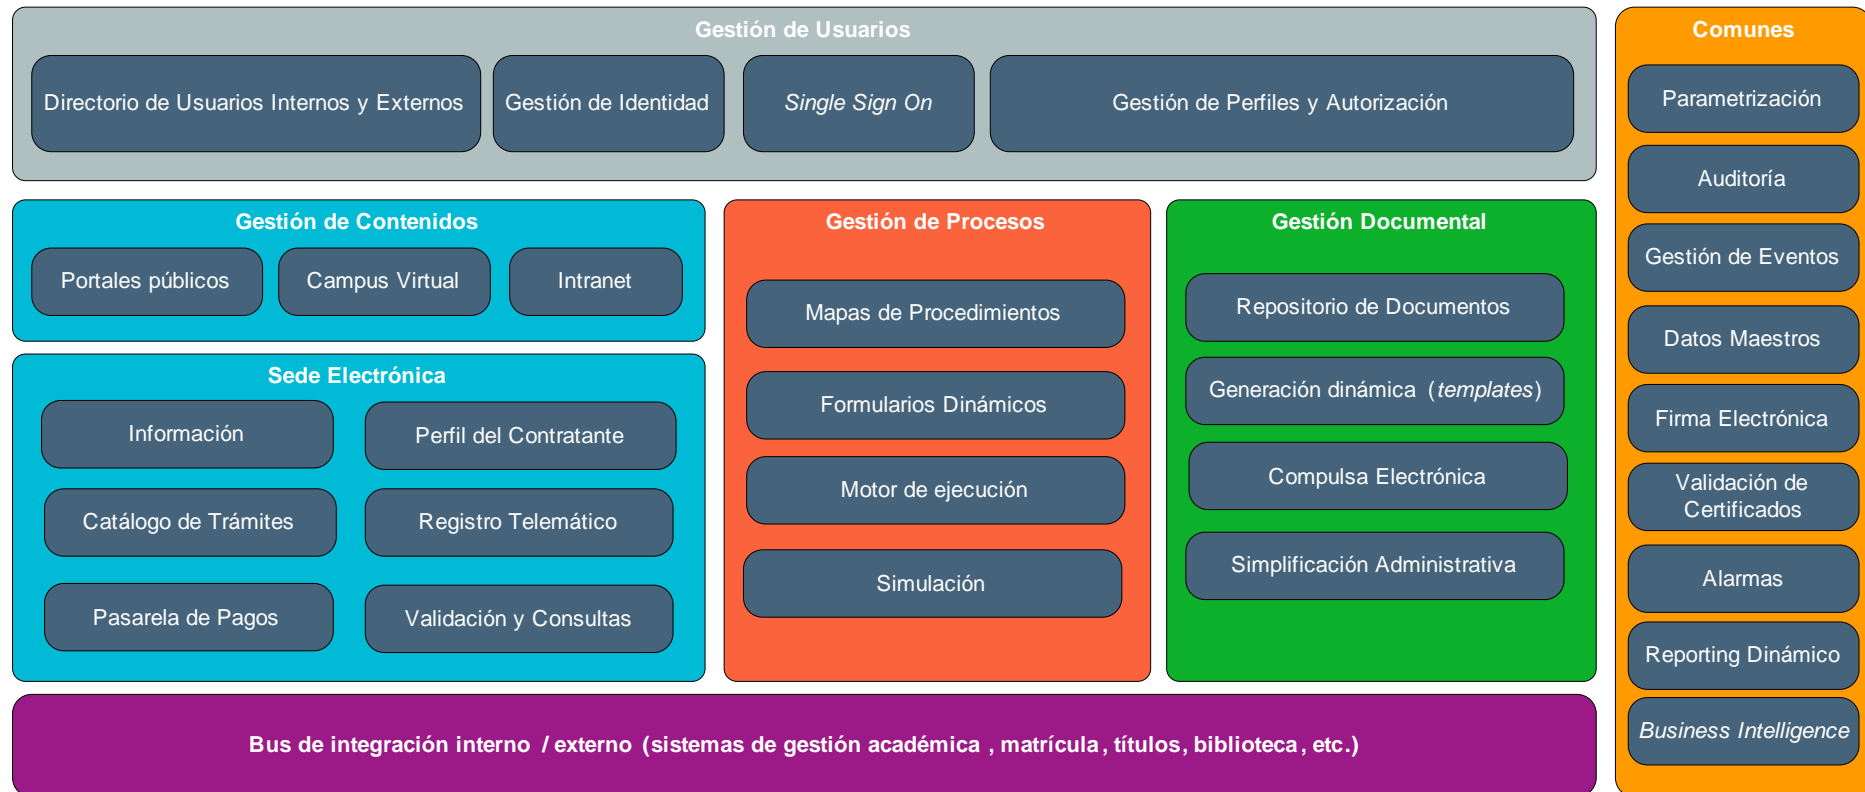 Gestión de Usuarios
Directorio de Usuarios Internos y Externos
Gestión de Identidad
Single Sign On
Gestión de Perfiles y Autorización
Gestión de Contenidos
Portales públicos
Campus Virtual
Intranet
Sede Electrónica
Información
Perfil del Contratante
Catálogo de Trámites
Registro Telemático
Pasarela de Pagos
Validación y Consultas
Gestión de Procesos
Mapas de Procedimientos
Formularios Dinámicos
Motor de ejecución
Simulación
Gestión Documental
Repositorio de Documentos
Generación dinámica (templates)
Compulsa Electrónica
Simplificación Administrativa
Bus de integración interno / externo (sistemas de gestión académica , matrícula, títulos, biblioteca, etc.)
Comunes
Parametrización
Auditoría
Gestión de Eventos
Datos Maestros
Firma Electrónica
Validación de
Certificados
Alarmas
Reporting Dinámico
Business Intelligence